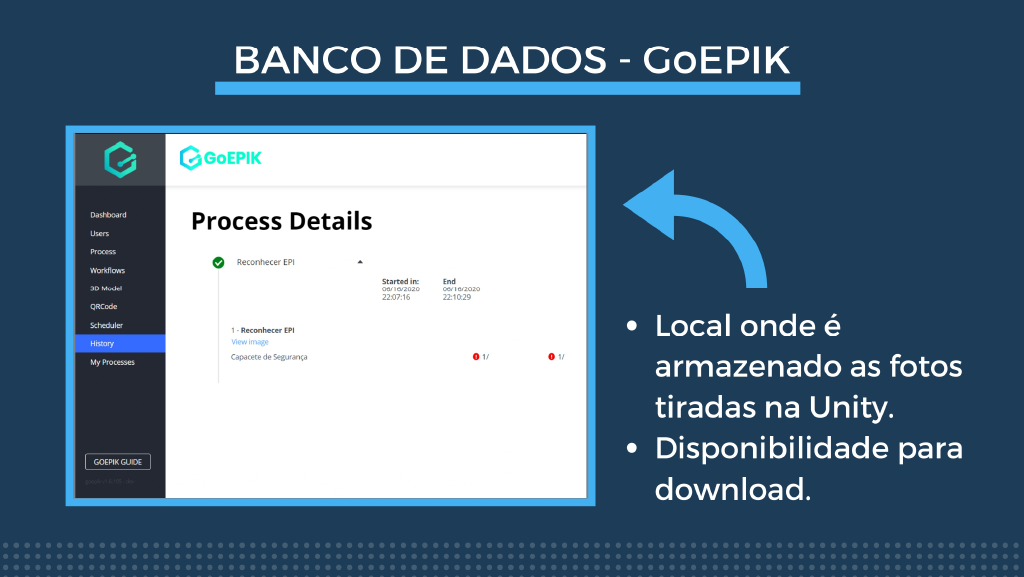 BANCO DE DADOS - GoEPIK
GoEPIK
Dashboard
Users
Process
Workflows
3D Model
QRCode
Scheduler
History
My Processes
GOEPIK GUIDE
Process Details
Reconhecer EPI
Started in: End
06/16/2020 06/16/2020
22:07:16 22:10:29
1 - Reconhecer EPI
View image
Capacete de Segurança 1/ 1/
• Local onde é
armazenado as fotos
tiradas na Unity.
• Disponibilidade para
download.